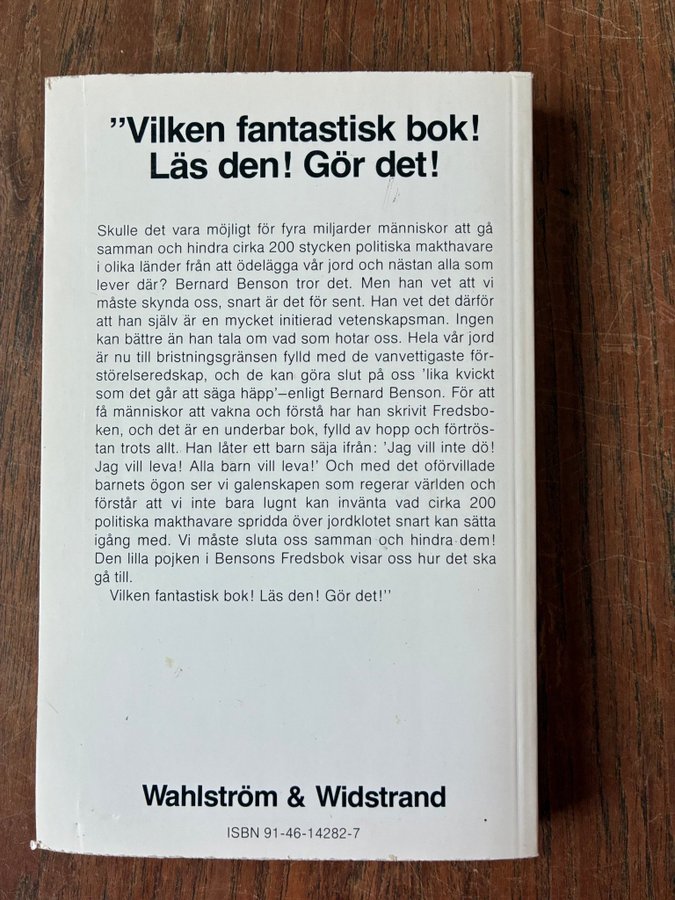 ”Vilken fantastisk bok!
Läs den! Gör det!
Skulle det vara möjligt för fyra miljarder människor att gå
samman och hindra cirka 200 stycken politiska makthavare
i olika länder från att ödelägga vår jord och nästan alla som
lever där? Bernard Benson tror det. Men han vet att vi
måste skynda oss, snart är det för sent. Han vet det därför
att han själv är en mycket initierad vetenskapsman. Ingen
kan bättre än han tala om vad som hotar oss. Hela vår jord
är nu till bristningsgränsen fylld med de vanvettigaste för-
störelseredskap, och de kan göra slut på oss ’lika kvickt
som det går att säga häpp’–enligt Bernard Benson. För att
få människor att vakna och förstå har han skrivit Fredsbo-
ken, och det är en underbar bok, fylld av hopp och förtrös-
tan trots allt. Han låter ett barn säja ifrån: ’Jag vill inte dö!
Jag vill leva! Alla barn vill leva!’ Och med det oförvillade
barnets ögon ser vi galenskapen som regerar världen och
förstår att vi inte bara lugnt kan invänta vad cirka 200
politiska makthavare spridda över jordklotet snart kan sätta
igång med. Vi måste sluta oss samman och hindra dem!
Den lilla pojken i Bensons Fredsbok visar oss hur det ska
gå till.
Vilken fantastisk bok! Läs den! Gör det!”
Wahlström & Widstrand
ISBN 91-46-14282-7